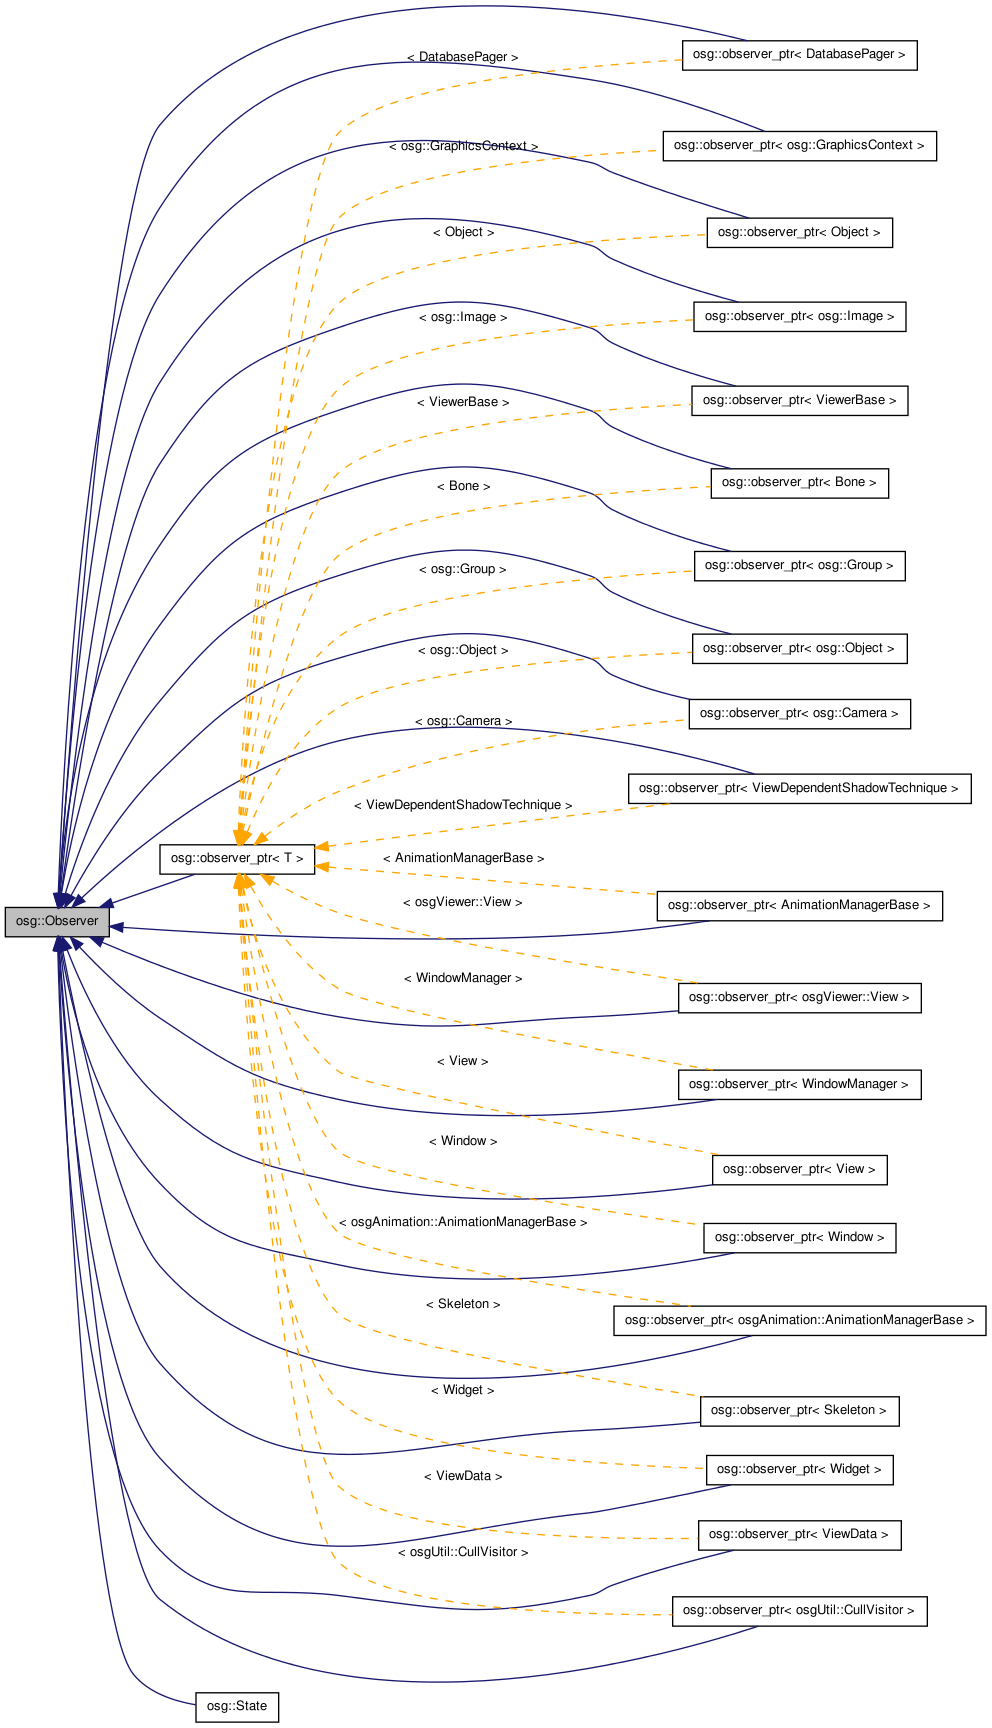 osg::observer_ptr< DatabasePager >
< DatabasePager >
osg::observer_ptr< osg::GraphicsContext >
< osg::GraphicsContext >
osg::observer_ptr< Object >
< Object >
osg::observer_ptr< osg::Image >
< osg::Image >
osg::observer_ptr< ViewerBase >
< ViewerBase >
osg::observer_ptr< Bone >
< Bone >
osg::observer_ptr< osg::Group >
< osg::Group >
osg::observer_ptr< osg::Object >
< osg::Object >
osg::observer_ptr< osg::Camera >
< osg::Camera >
osg::observer_ptr< ViewDependentShadowTechnique >
< ViewDependentShadowTechnique >
osg::observer_ptr< T >
< AnimationManagerBase >
osg::observer_ptr< AnimationManagerBase >
< osgViewer::View >
osg::Observer
< WindowManager >
osg::observer_ptr< osgViewer::View >
< View >
osg::observer_ptr< WindowManager >
< Window >
osg::observer_ptr< View >
< osgAnimation::AnimationManagerBase >
osg::observer_ptr< Window >
< Skeleton >
osg::observer_ptr< osgAnimation::AnimationManagerBase >
< Widget >
osg::observer_ptr< Skeleton >
osg::observer_ptr< Widget >
< ViewData >
osg::observer_ptr< ViewData >
< osgUtil::CullVisitor >
osg::observer_ptr< osgUtil::CullVisitor >
osg::State